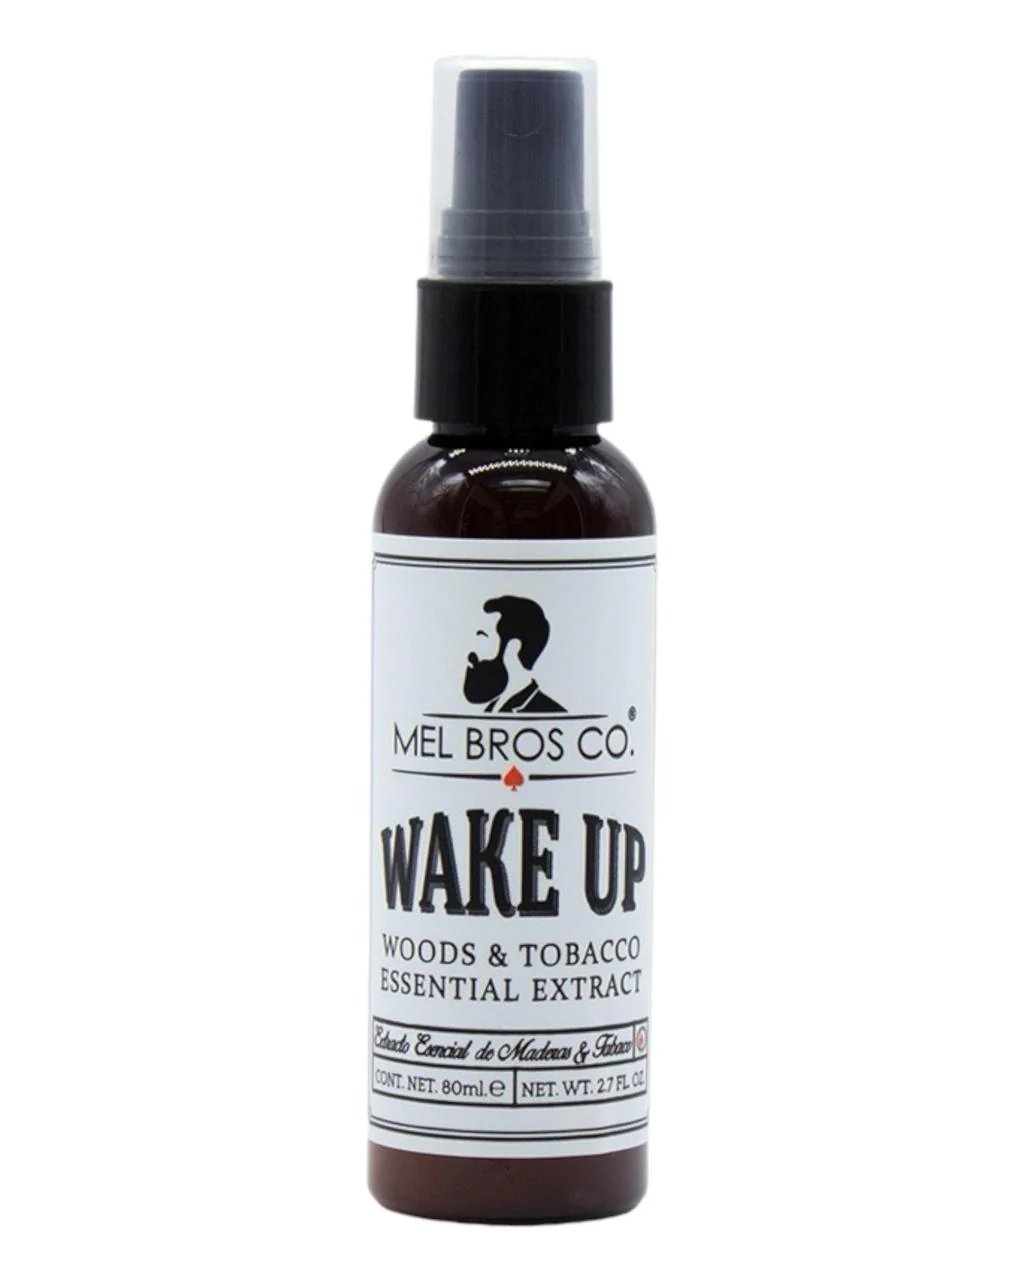 MEL BROS CO.®
WAKE UP
WOODS & TOBACCO
ESSENTIAL EXTRACT
Extracto Esencial de Maderas & Tabaco
CONT. NET. 80ml.℮ NET. WT. 2.7 FL. OZ.